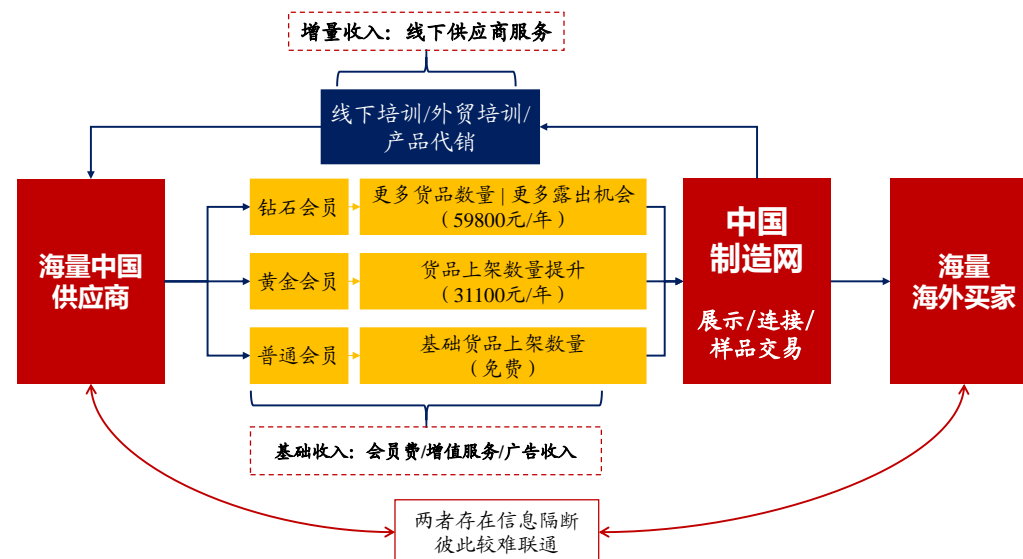 增量收入：线下供应商服务
线下培训/外贸培训/
产品代销
海量中国
供应商
钻石会员
更多货品数量|更多露出机会
（59800元/年）
黄金会员
货品上架数量提升
（31100元/年）
普通会员
基础货品上架数量
（免费）
中国
制造网
展示/连接/
样品交易
海量
海外买家
基础收入：会员费/增值服务/广告收入
两者存在信息隔断
彼此较难联通